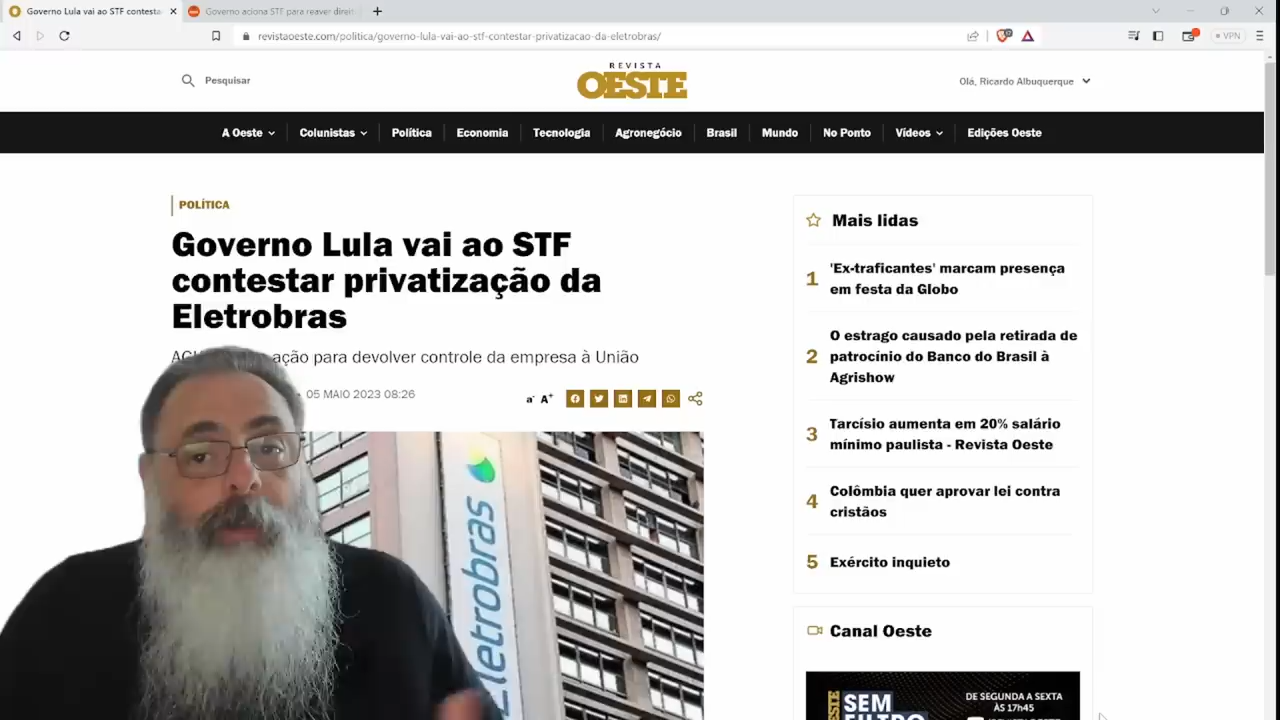 Governo Lula vai ao STF contesta
Governo aciona STF para reaver direi
revistaoeste.com/politica/governo-lula-vai-ao-stf-contestar-privatizacao-da-eletrobras/
VPN
Pesquisar
REVISTA
OESTE
Olá, Ricardo Albuquerque
A Oeste
Colunistas
Política
Economia
Tecnologia
Agronegócio
Brasil
Mundo
No Ponto
Vídeos
Edições Oeste
POLÍTICA
Governo Lula vai ao STF
contestar privatização da
Eletrobras
ação para devolver controle da empresa à União
05 MAIO 2023 08:26
a- A+
Eletrobras
Mais lidas
1
'Ex-traficantes' marcam presença
em festa da Globo
2
O estrago causado pela retirada de
patrocínio do Banco do Brasil à
Agrishow
3
Tarcísio aumenta em 20% salário
mínimo paulista - Revista Oeste
4
Colômbia quer aprovar lei contra
cristãos
5
Exército inquieto
Canal Oeste
OESTE
SEM
FILTRO
DE SEGUNDA A SEXTA
ÀS 17h45